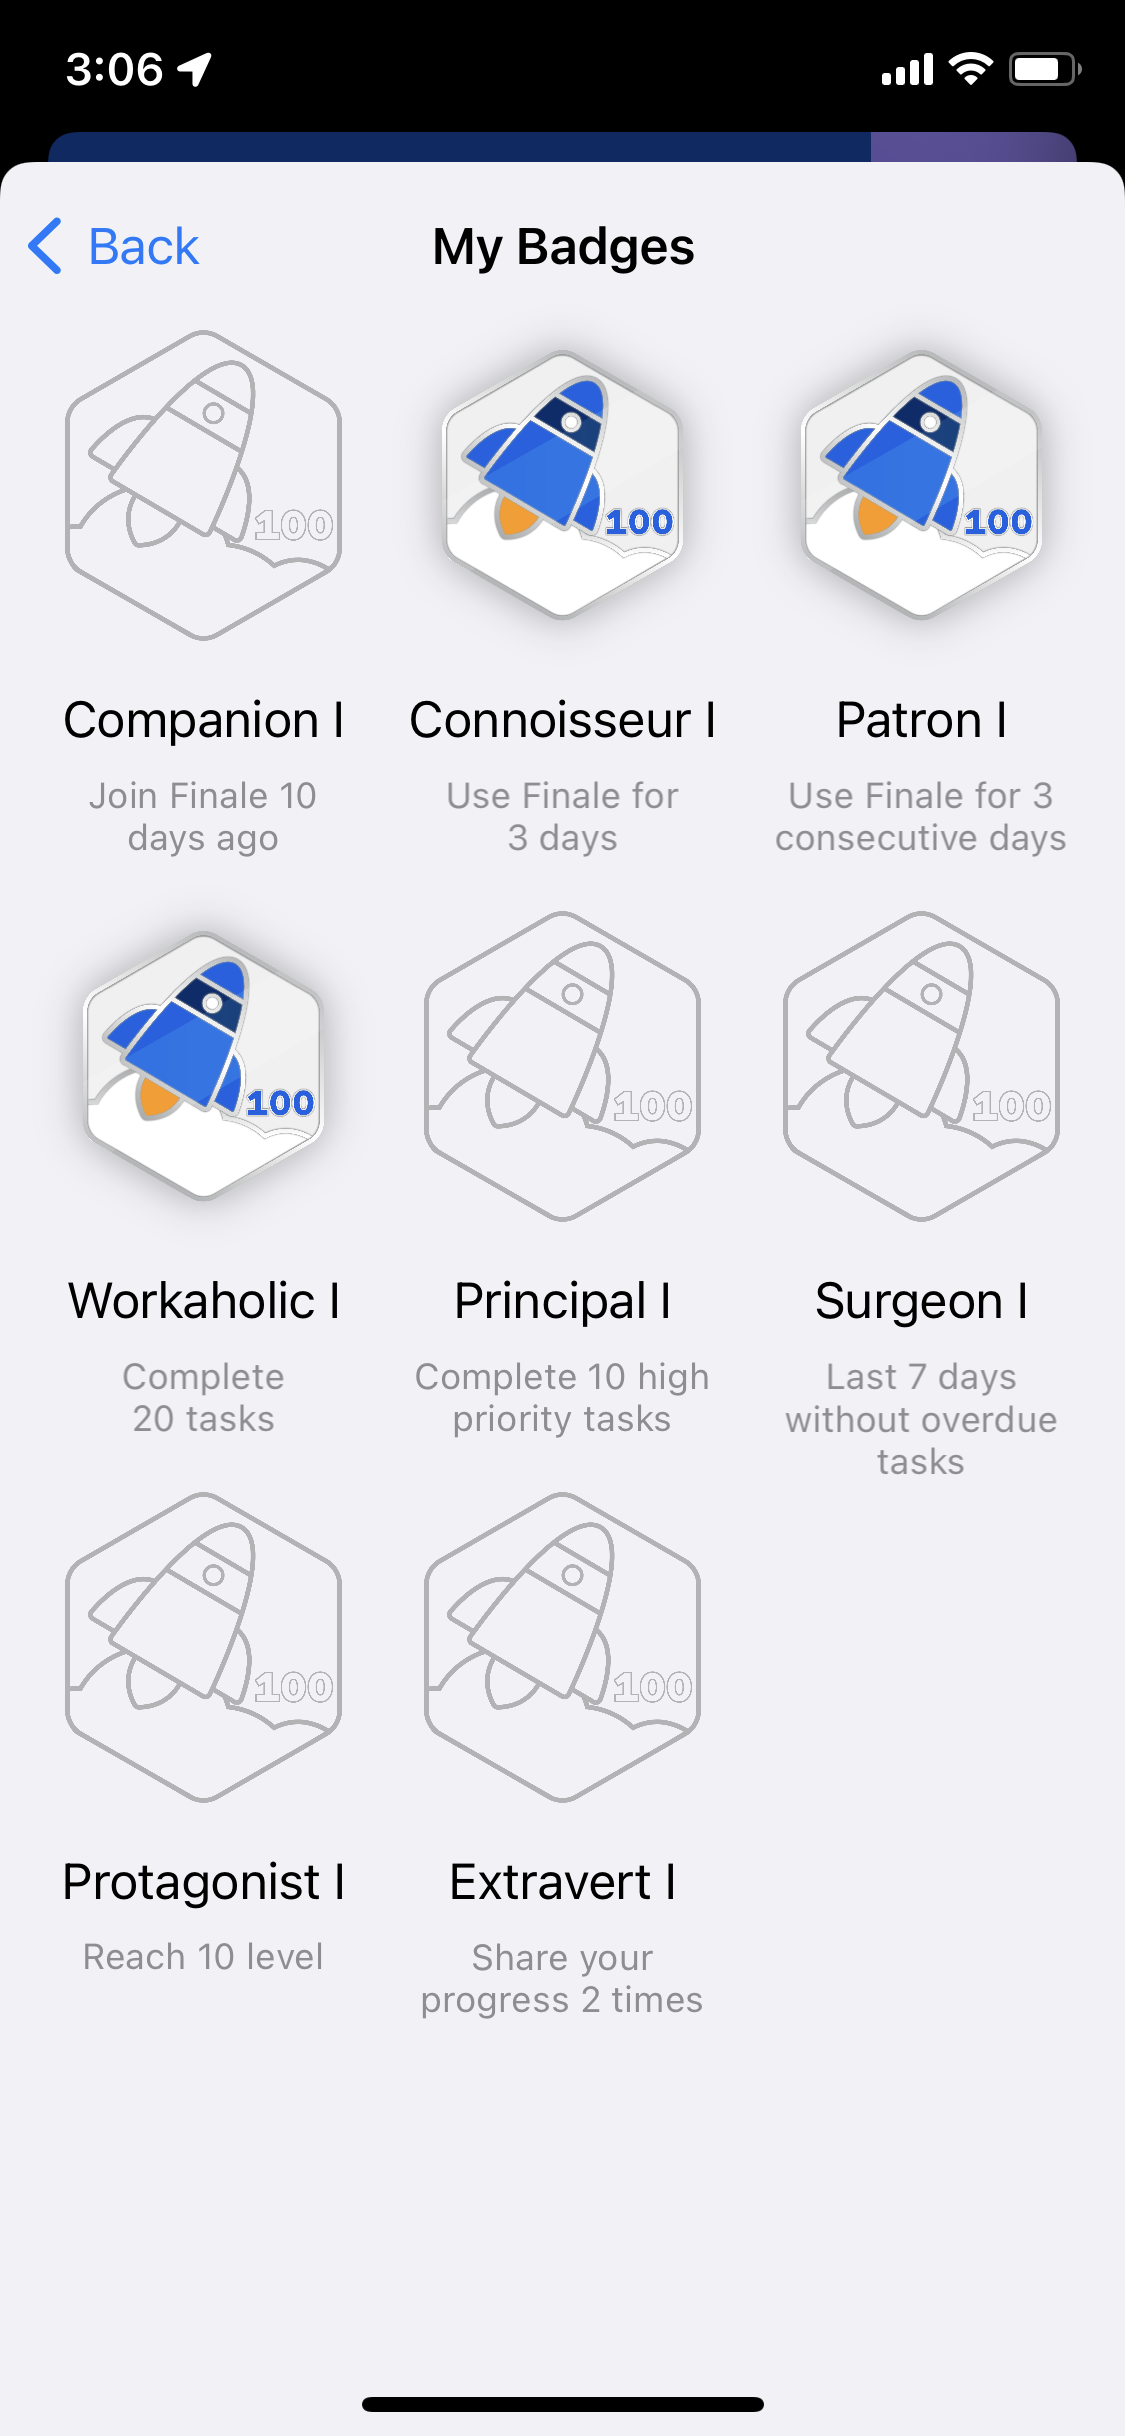 3:06
Back
My Badges
100
100
100
Companion I
Connoisseur I
Patron I
Join Finale 10
days ago
Use Finale for
3 days
Use Finale for 3
consecutive days
100
100
100
Workaholic I
Principal I
Surgeon I
Complete
20 tasks
Complete 10 high
priority tasks
Last 7 days
without overdue
tasks
100
100
Protagonist I
Extravert I
Reach 10 level
Share your
progress 2 times